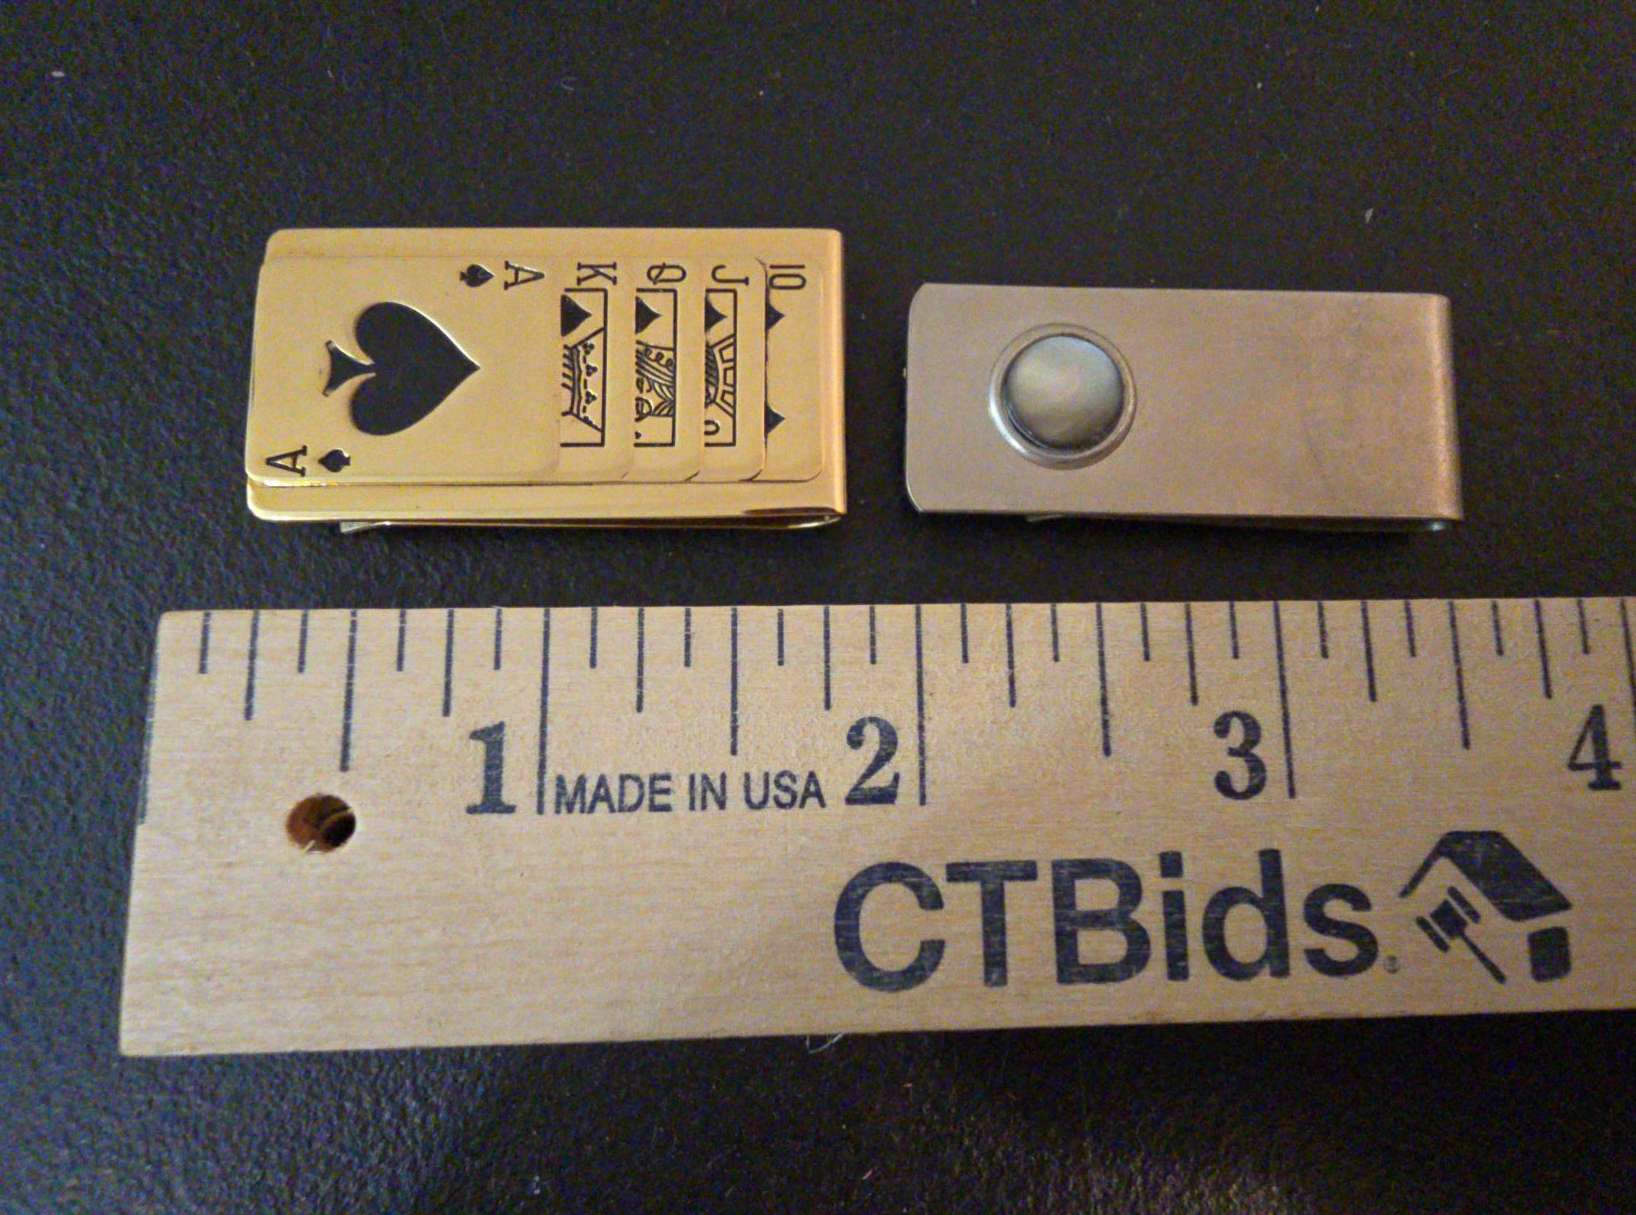 A K Q J 10
A
1 2 3 4
MADE IN USA
CTBids.